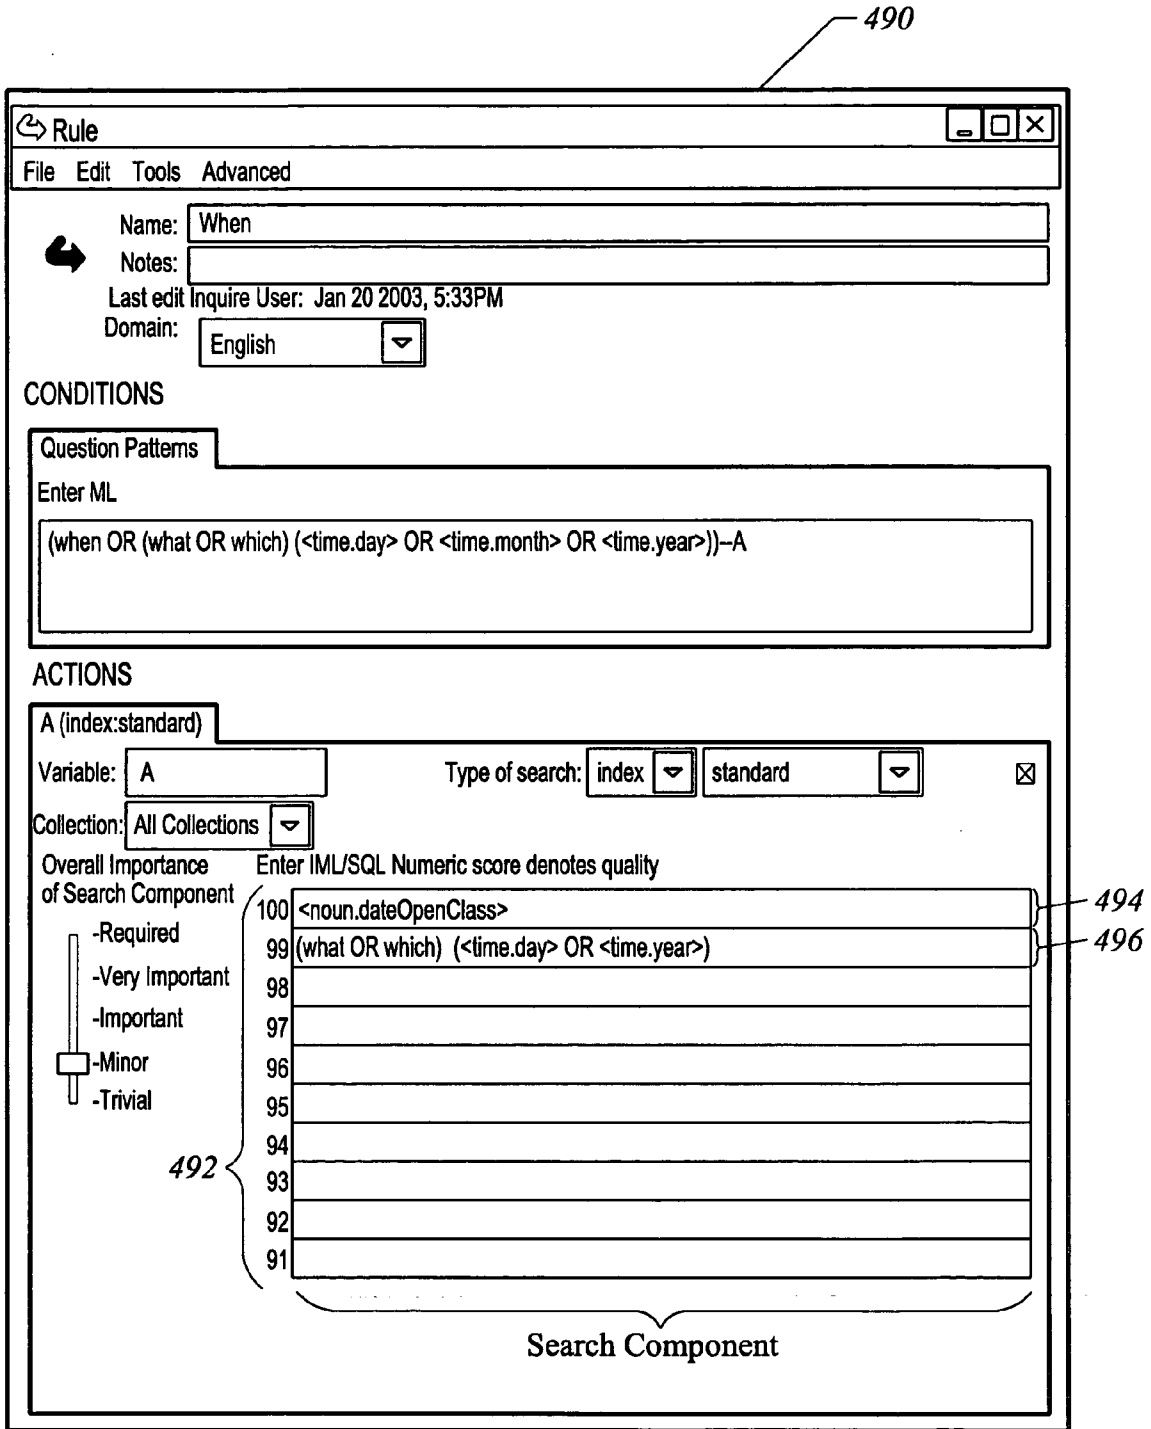 490
Rule
File Edit Tools Advanced
Name: When
Notes:
Last edit Inquire User: Jan 20 2003, 5:33PM
Domain: English
CONDITIONS
Question Patterns
Enter ML
(when OR (what OR which) (<time.day> OR <time.month> OR <time.year>))--A
ACTIONS
A (index:standard)
Variable: A Type of search: index standard
Collection: All Collections
Overall Importance
of Search Component
Enter IML/SQL Numeric score denotes quality
-Required
-Very Important
-Important
-Minor
-Trivial
492
100 <noun.dateOpenClass> 494
99 (what OR which) (<time.day> OR <time.year>) 496
98
97
96
95
94
93
92
91
Search Component